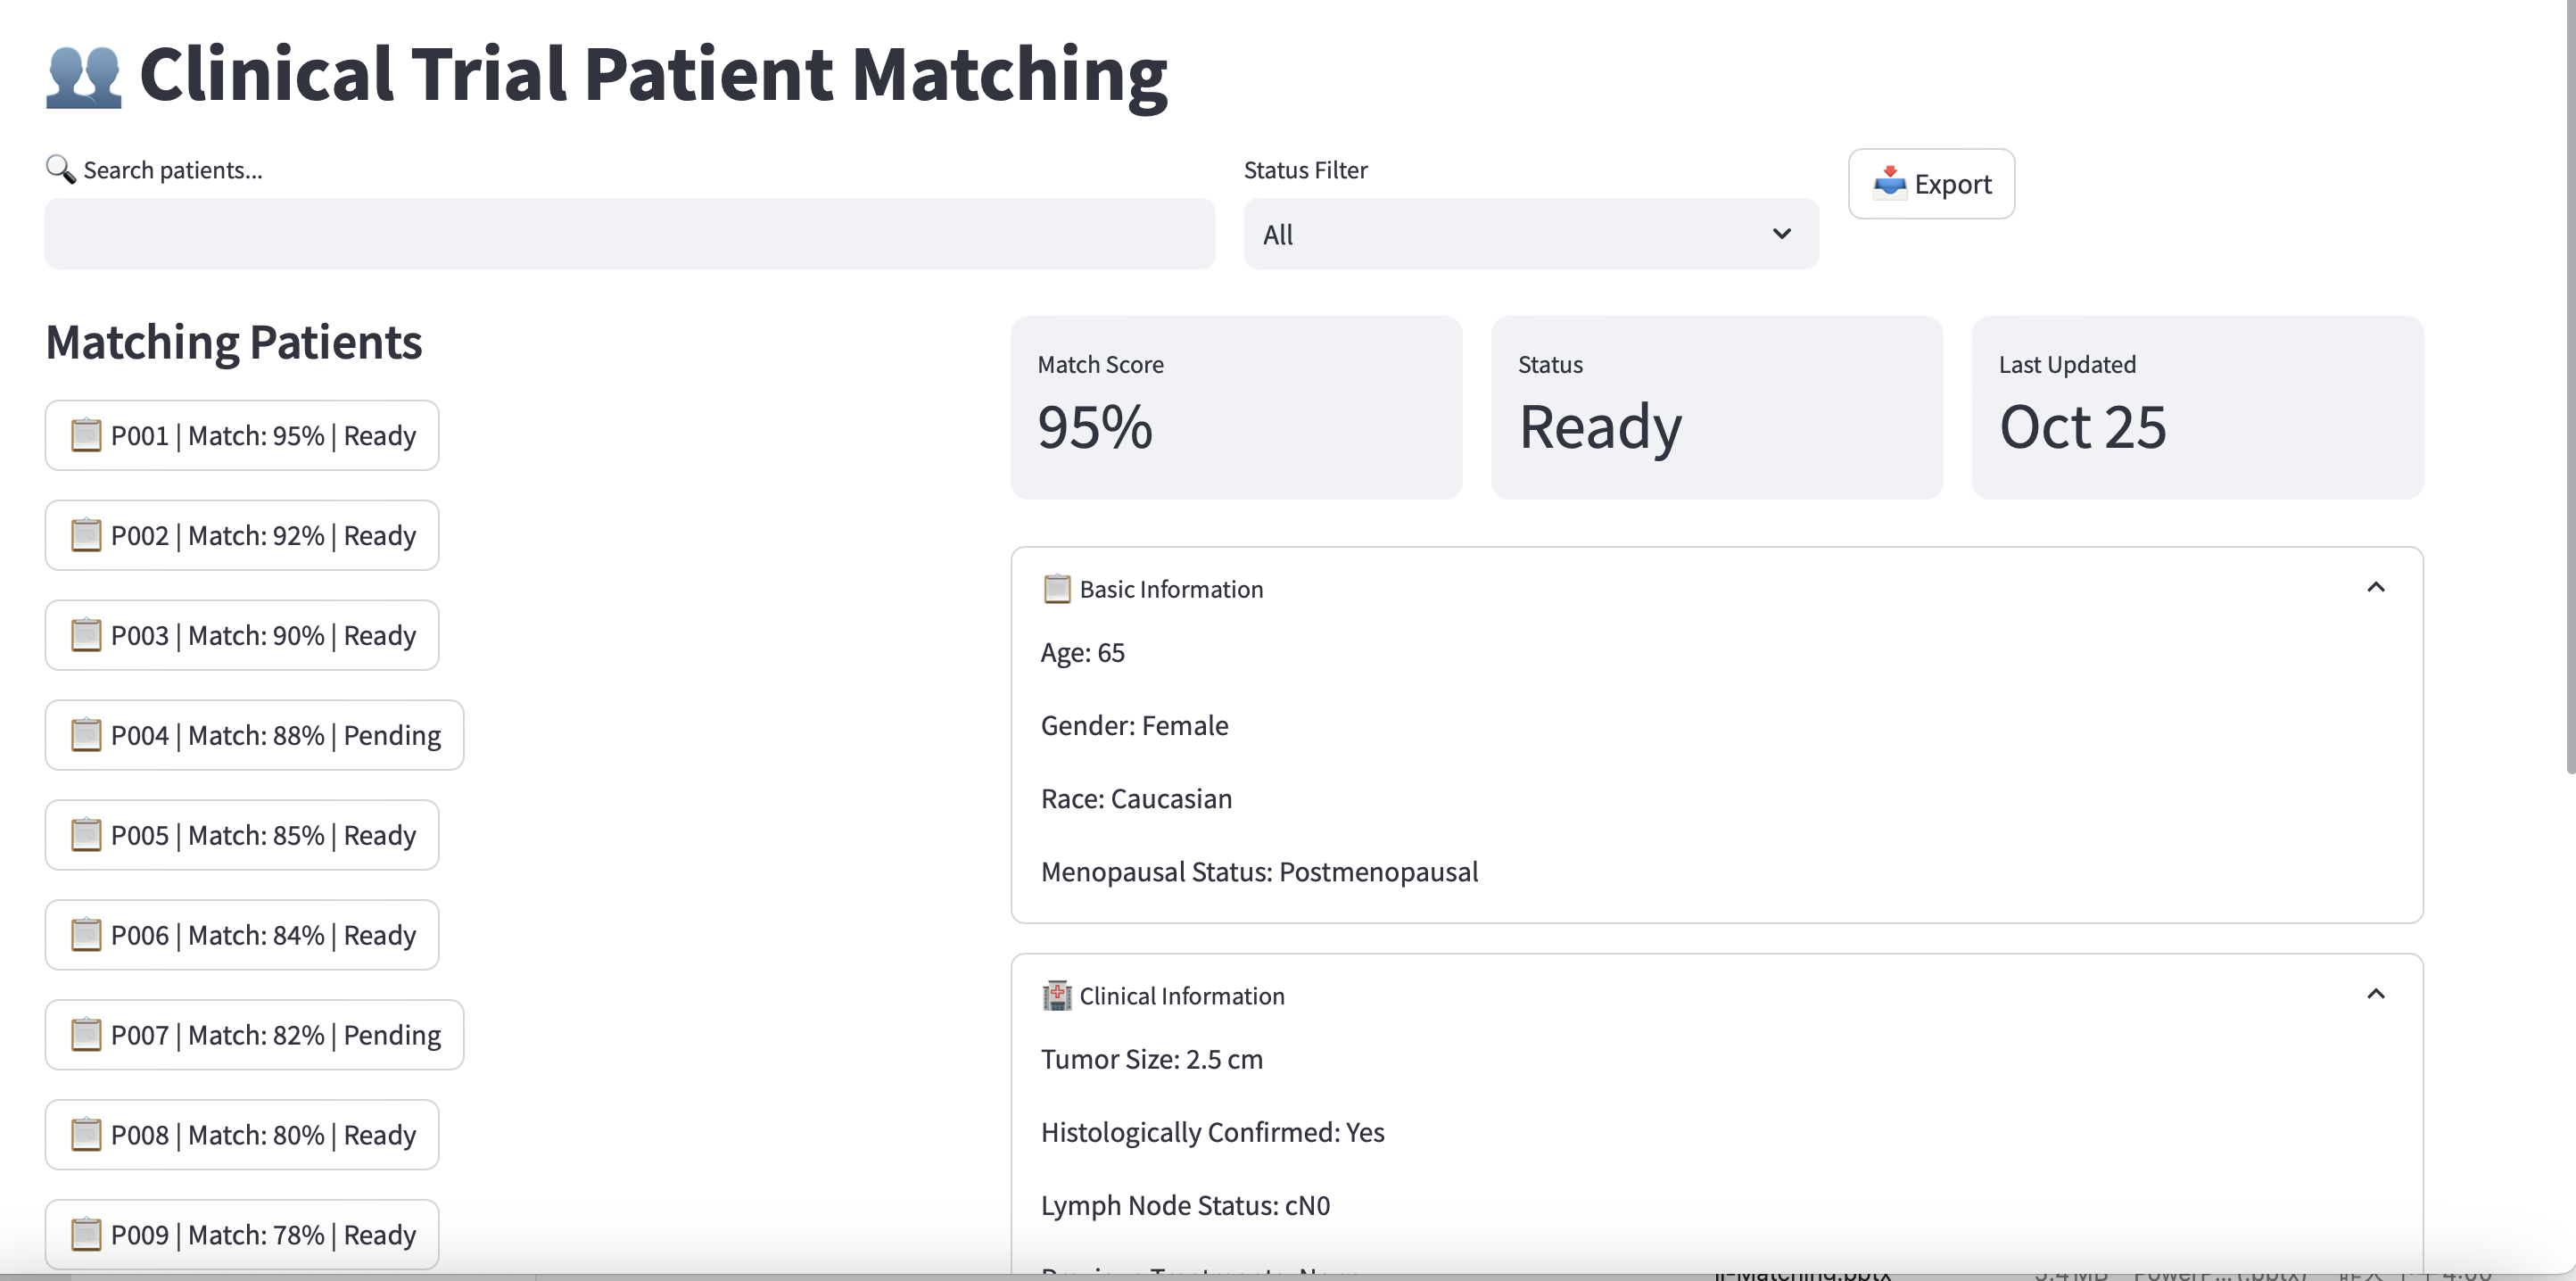 Clinical Trial Patient Matching
Search patients...
Status Filter
All
Export
Matching Patients
P001 | Match: 95% | Ready
P002 | Match: 92% | Ready
P003 | Match: 90% | Ready
P004 | Match: 88% | Pending
P005 | Match: 85% | Ready
P006 | Match: 84% | Ready
P007 | Match: 82% | Pending
P008 | Match: 80% | Ready
P009 | Match: 78% | Ready
Match Score
95%
Status
Ready
Last Updated
Oct 25
Basic Information
Age: 65
Gender: Female
Race: Caucasian
Menopausal Status: Postmenopausal
Clinical Information
Tumor Size: 2.5 cm
Histologically Confirmed: Yes
Lymph Node Status: cN0